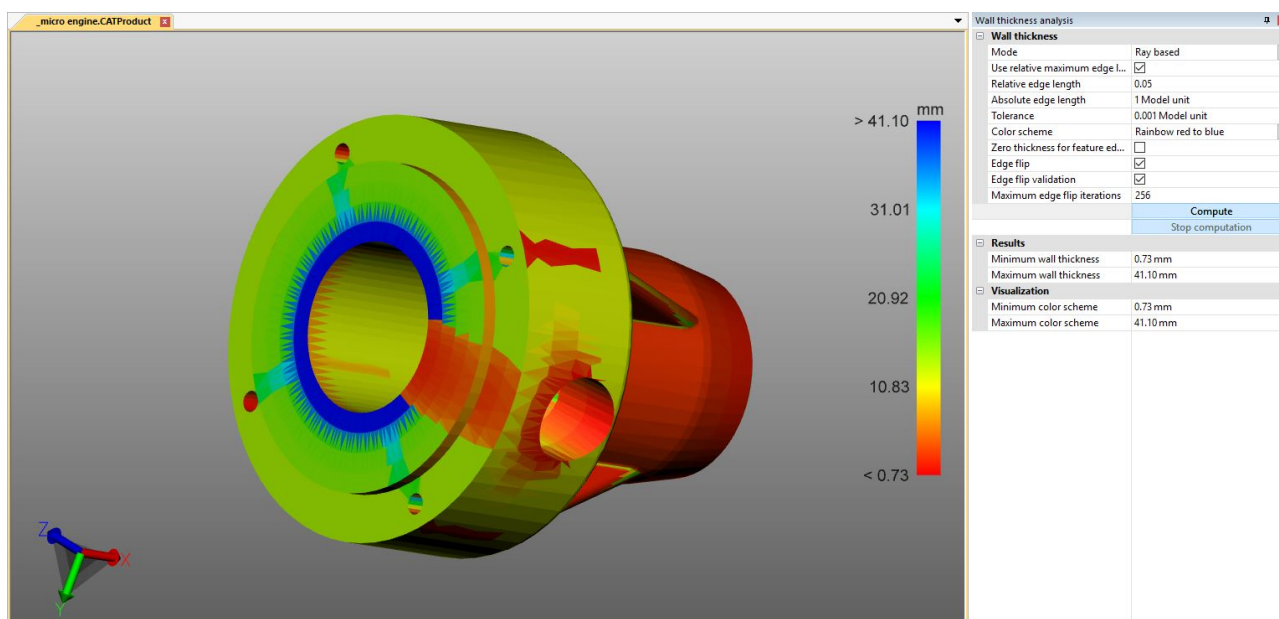 _micro engine.CATProduct
mm
> 41.10
31.01
20.92
10.83
< 0.73
Z
X
Y
Wall thickness analysis
Wall thickness
Mode Ray based
Use relative maximum edge l... 
Relative edge length 0.05
Absolute edge length 1 Model unit
Tolerance 0.001 Model unit
Color scheme Rainbow red to blue
Zero thickness for feature ed...
Edge flip
Edge flip validation
Maximum edge flip iterations 256
Compute
Stop computation
Results
Minimum wall thickness 0.73 mm
Maximum wall thickness 41.10 mm
Visualization
Minimum color scheme 0.73 mm
Maximum color scheme 41.10 mm